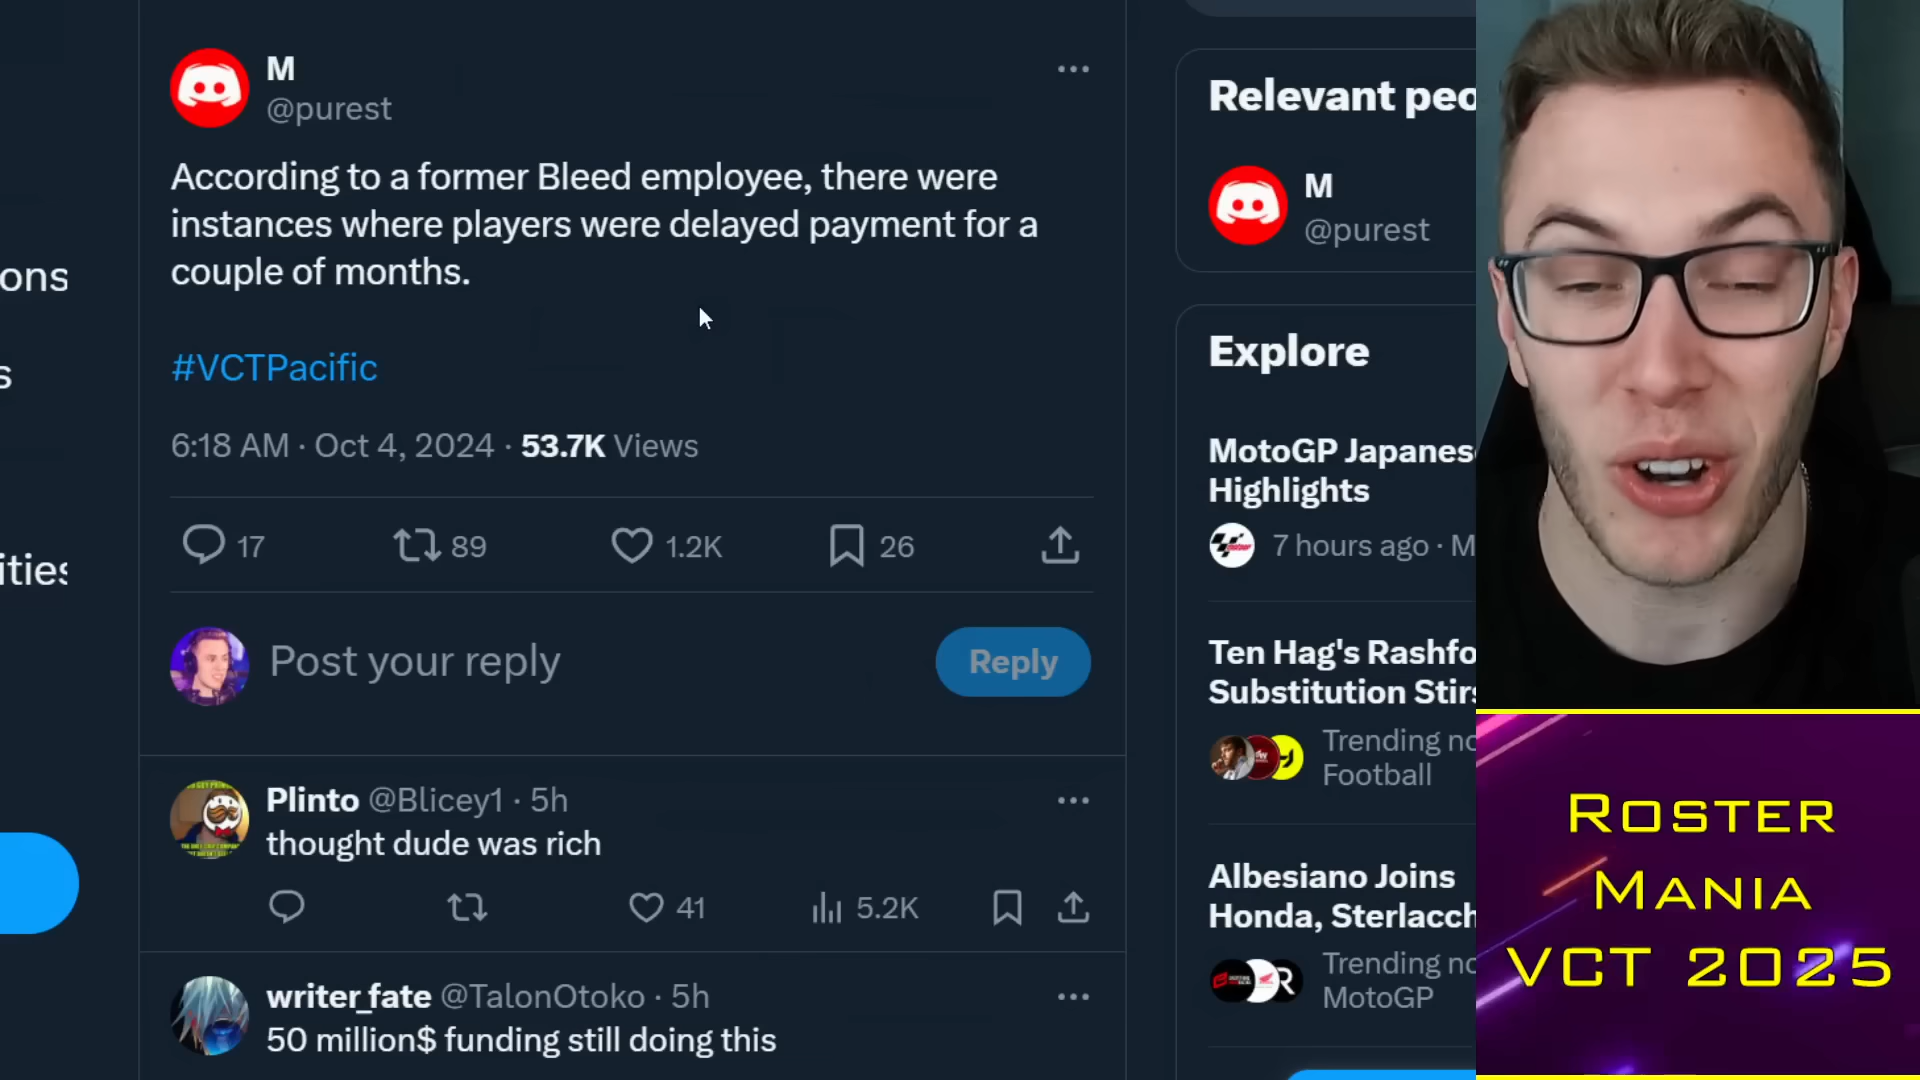 M
@purest
According to a former Bleed employee, there were
instances where players were delayed payment for a
couple of months.
#VCTPacific
6:18 AM · Oct 4, 2024 · 53.7K Views
17
89
1.2K
26
Post your reply
Reply
Plinto @Blicey1 · 5h
thought dude was rich
41
5.2K
writer_fate @TalonOtoko · 5h
50 million$ funding still doing this
ons
s
ities
Relevant peo
M
@purest
Explore
MotoGP Japanes
Highlights
7 hours ago · M
Ten Hag's Rashfo
Substitution Stirs
Trending no
Football
Albesiano Joins
Honda, Sterlacch
Trending no
MotoGP
Roster
Mania
VCT 2025